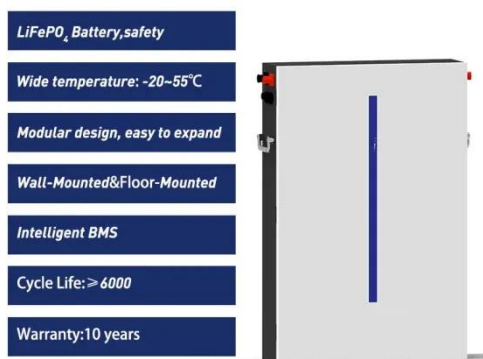 LiFePO₄ Battery,safety
Wide temperature: -20~55℃
Modular design, easy to expand
Wall-Mounted&Floor-Mounted
Intelligent BMS
Cycle Life:≥6000
Warranty:10 years